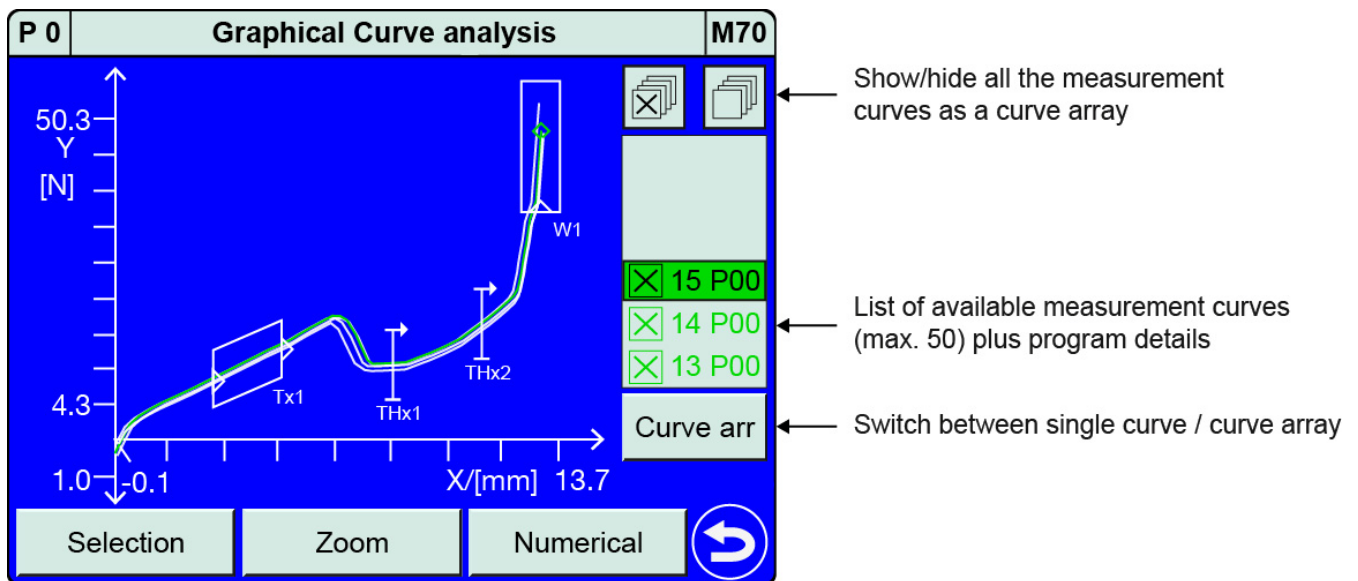 P 0
Graphical Curve analysis
M70
50.3
Y
[N]
4.3
1.0
-0.1
X/[mm]
13.7
Tx1
THx1
THx2
W1
15 P00
14 P00
13 P00
Curve arr
Selection
Zoom
Numerical
Show/hide all the measurement
curves as a curve array
List of available measurement curves
(max. 50) plus program details
Switch between single curve / curve array